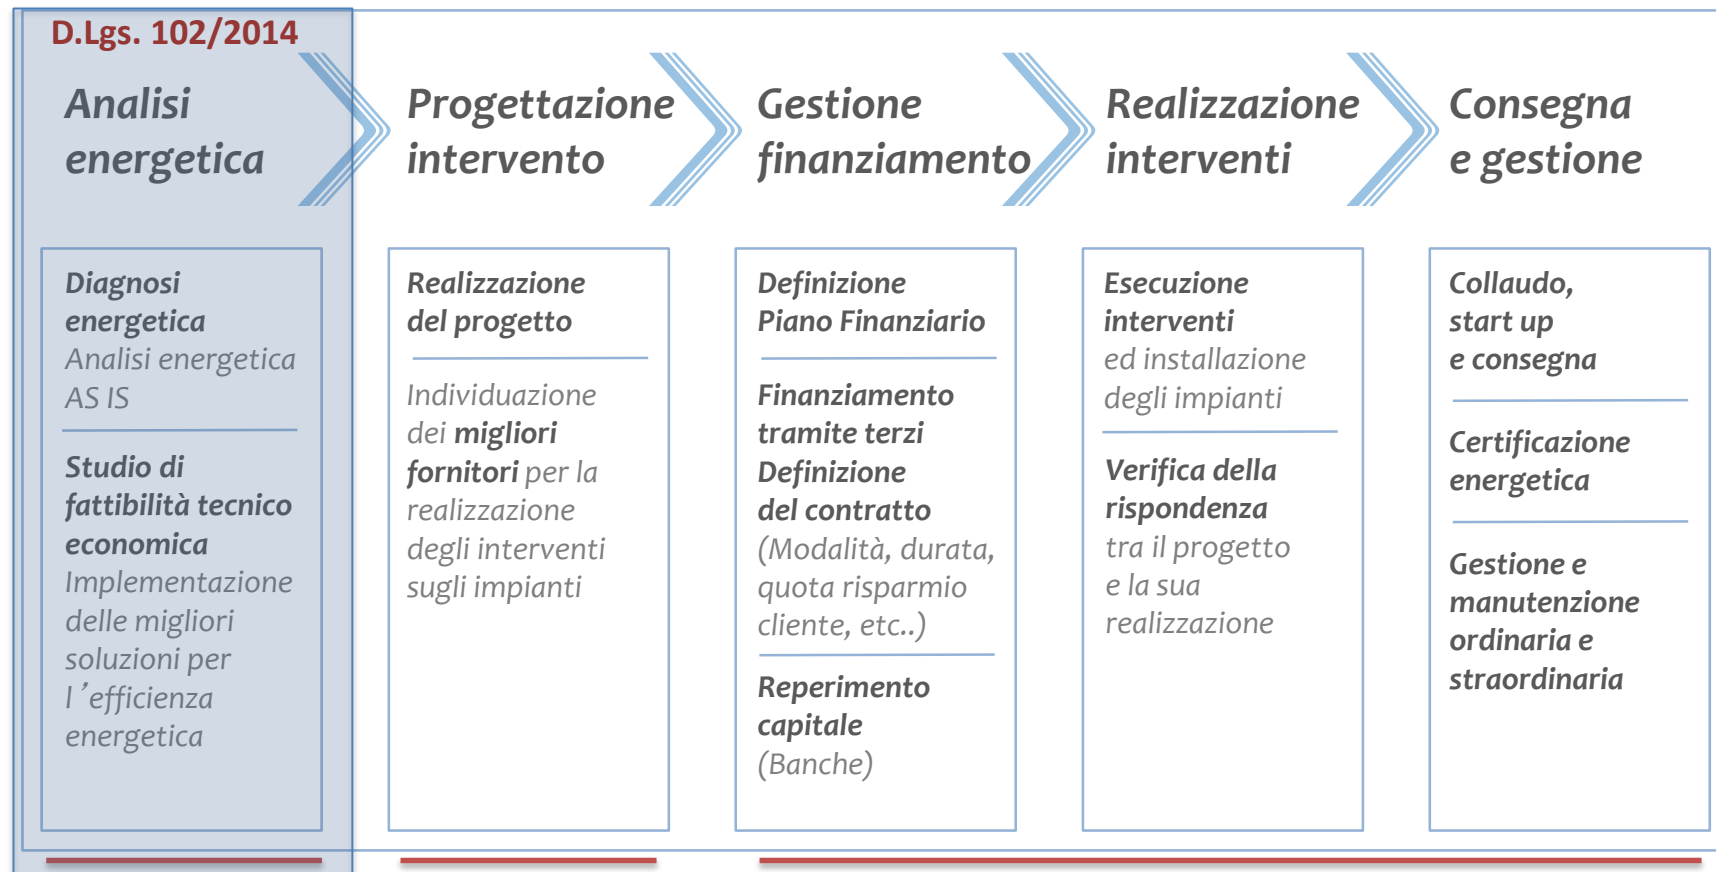 D.Lgs. 102/2014
Analisi
energetica
Progettazione
intervento
Gestione
finanziamento
Realizzazione
interventi
Consegna
e gestione
Diagnosi
energetica
Analisi energetica
AS IS
Studio di
fattibilità tecnico
economica
Implementazione
delle migliori
soluzioni per
l ’efficienza
energetica
Realizzazione
del progetto
Individuazione
dei migliori
fornitori per la
realizzazione
degli interventi
sugli impianti
Definizione
Piano Finanziario
Finanziamento
tramite terzi
Definizione
del contratto
(Modalità, durata,
quota risparmio
cliente, etc..)
Reperimento
capitale
(Banche)
Esecuzione
interventi
ed installazione
degli impianti
Verifica della
rispondenza
tra il progetto
e la sua
realizzazione
Collaudo,
start up
e consegna
Certificazione
energetica
Gestione e
manutenzione
ordinaria e
straordinaria